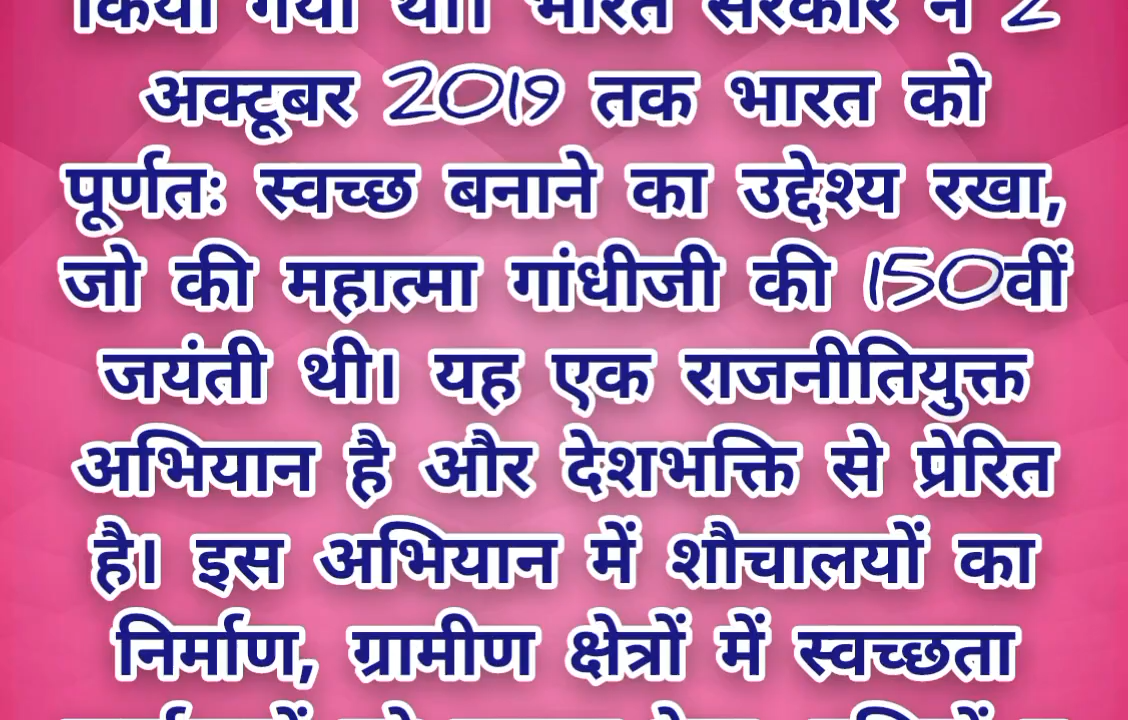 किया गया था। भारत सरकार ने 2
अक्टूबर 2019 तक भारत को
पूर्णतः स्वच्छ बनाने का उद्देश्य रखा,
जो की महात्मा गांधीजी की 150वीं
जयंती थी। यह एक राजनीतियुक्त
अभियान है और देशभक्ति से प्रेरित
है। इस अभियान में शौचालयों का
निर्माण, ग्रामीण क्षेत्रों में स्वच्छता